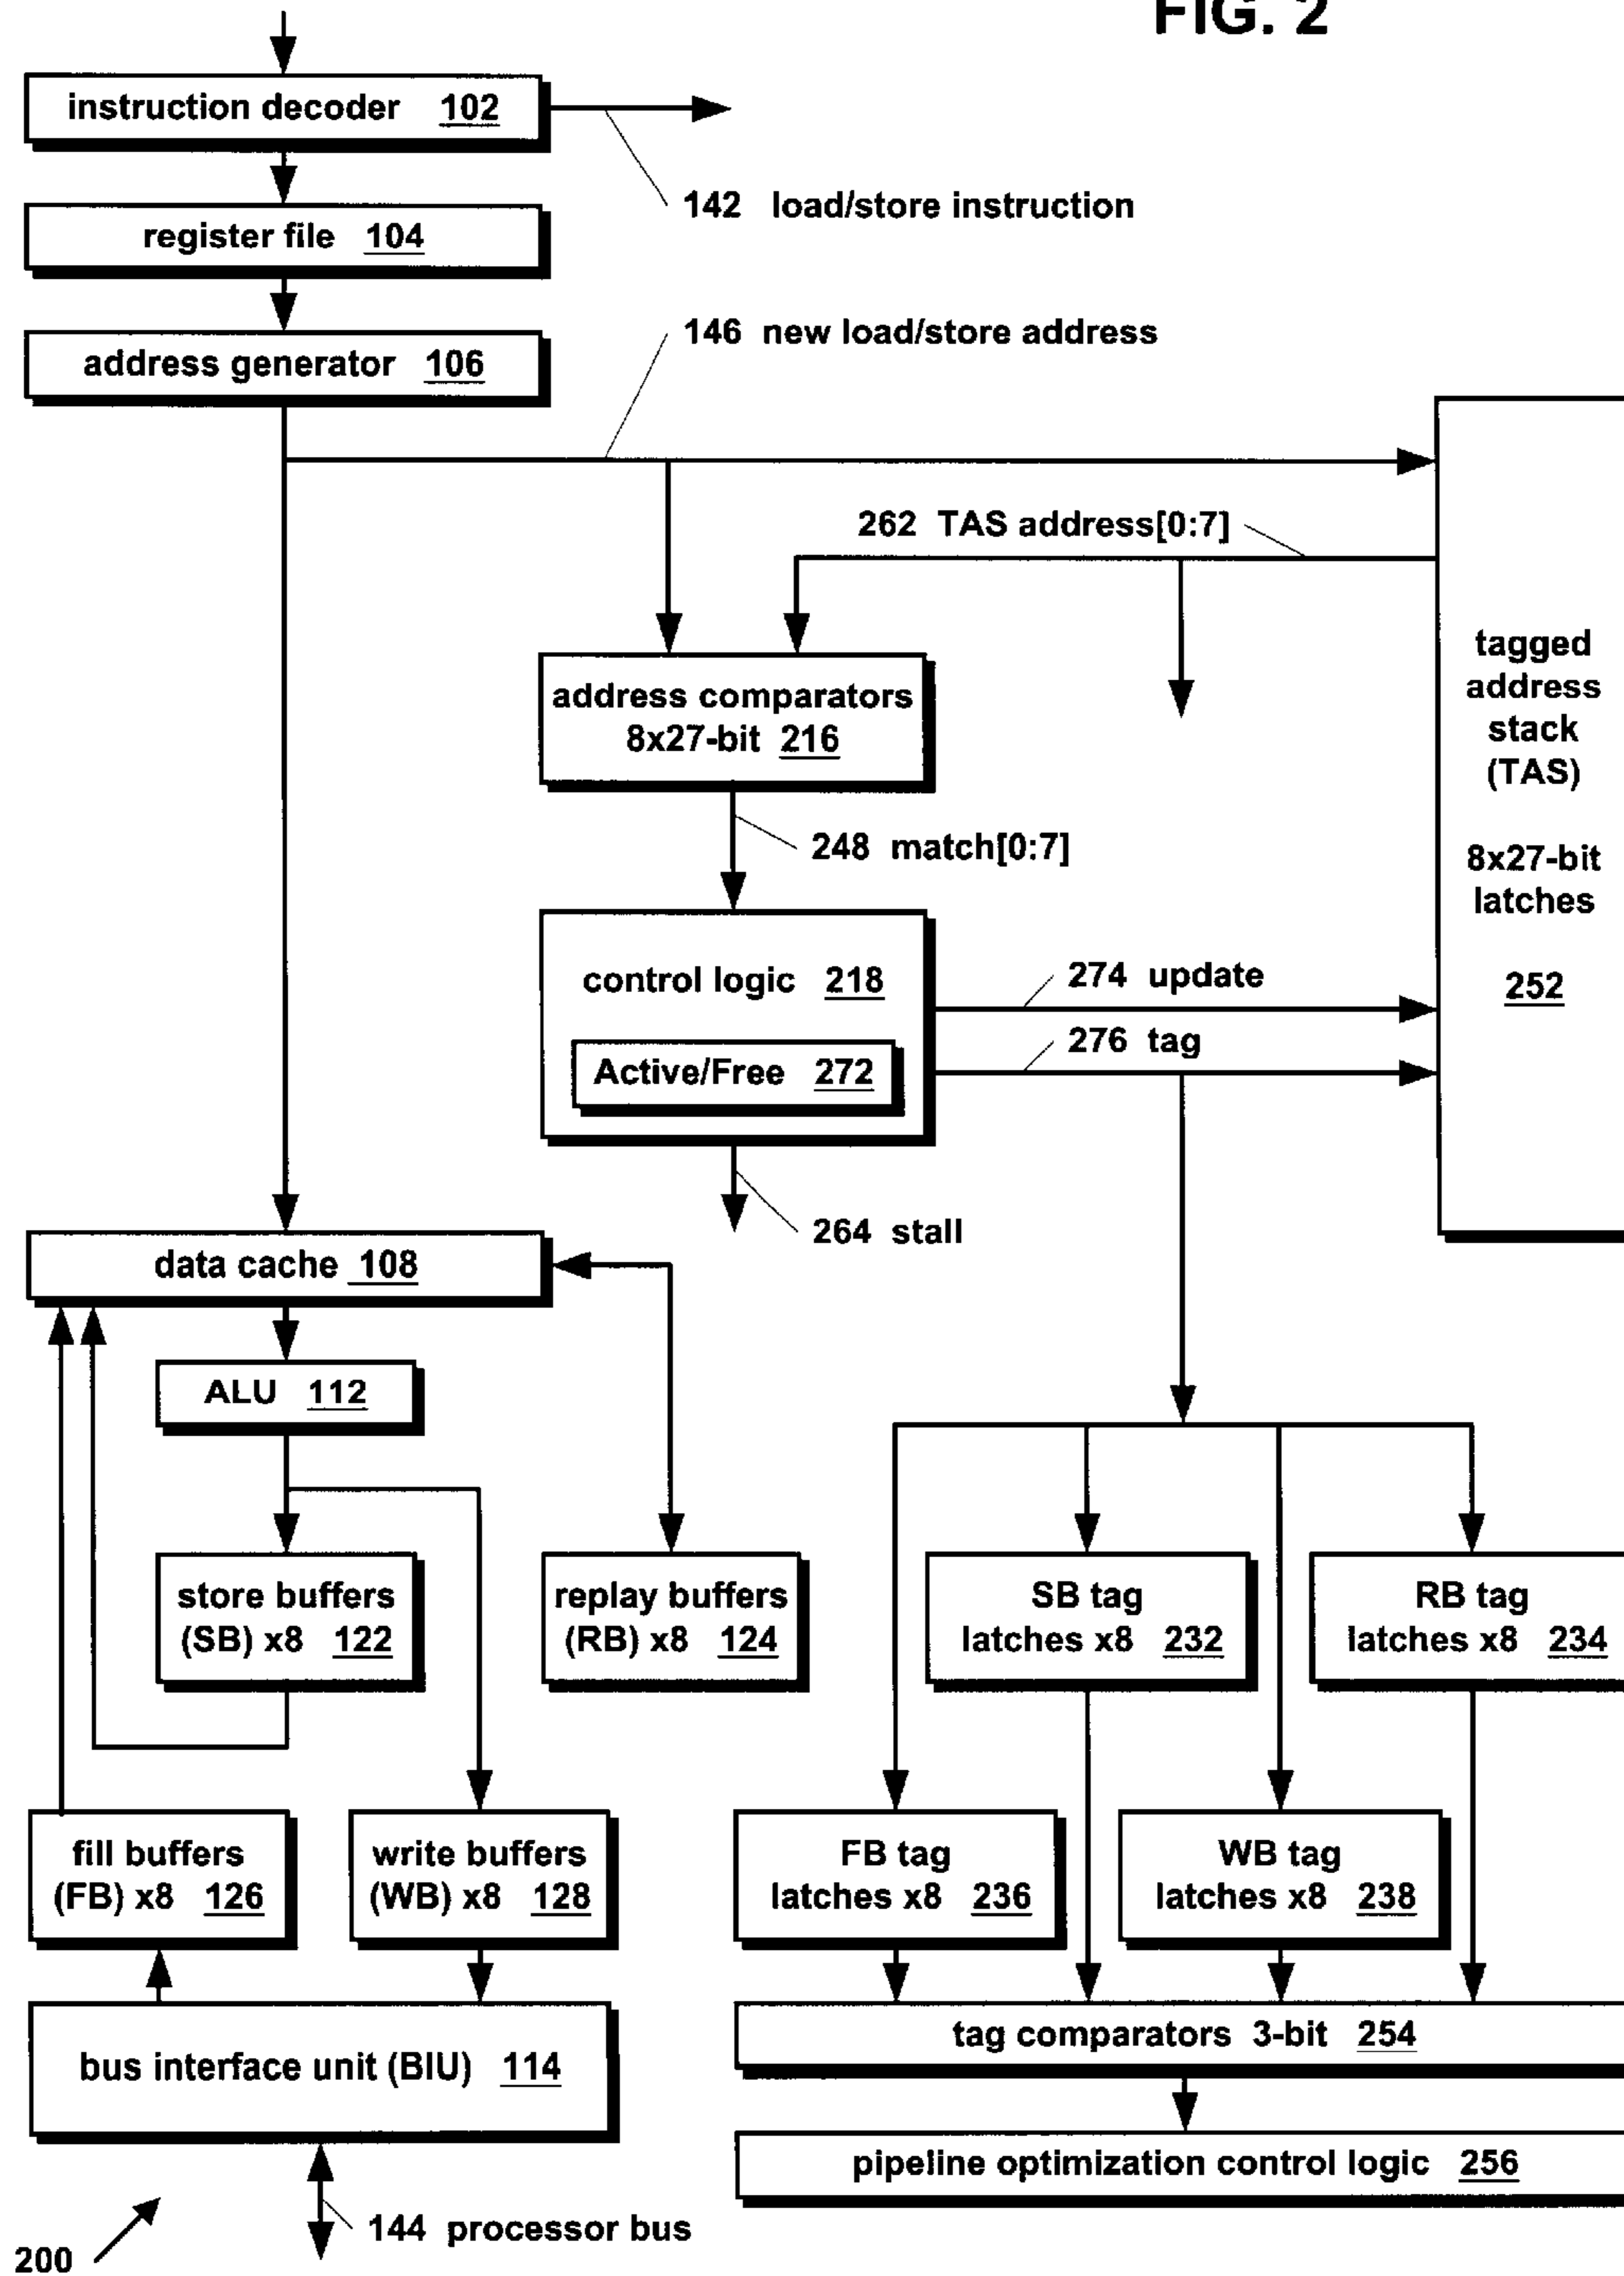 FIG. 2
instruction decoder 102
142 load/store instruction
register file 104
146 new load/store address
address generator 106
262 TAS address[0:7]
tagged
address
stack
(TAS)
8x27-bit
latches
252
address comparators
8x27-bit 216
248 match[0:7]
control logic 218
274 update
276 tag
Active/Free 272
264 stall
data cache 108
ALU 112
store buffers
(SB) x8 122
replay buffers
(RB) x8 124
SB tag
latches x8 232
RB tag
latches x8 234
fill buffers
(FB) x8 126
write buffers
(WB) x8 128
FB tag
latches x8 236
WB tag
latches x8 238
bus interface unit (BIU) 114
tag comparators 3-bit 254
pipeline optimization control logic 256
144 processor bus
200